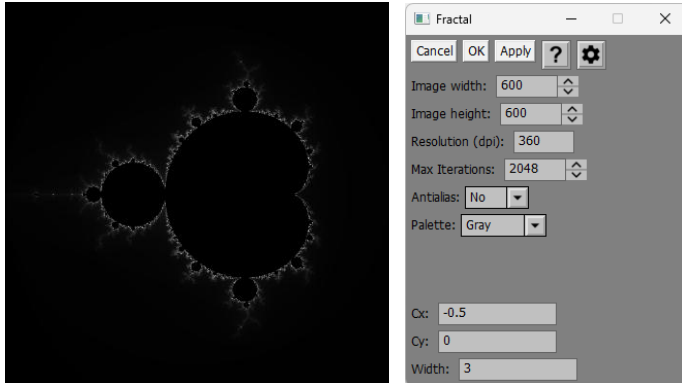 Fractal
Cancel OK Apply ?
Image width: 600
Image height: 600
Resolution (dpi): 360
Max Iterations: 2048
Antialias: No
Palette: Gray
Cx: -0.5
Cy: 0
Width: 3